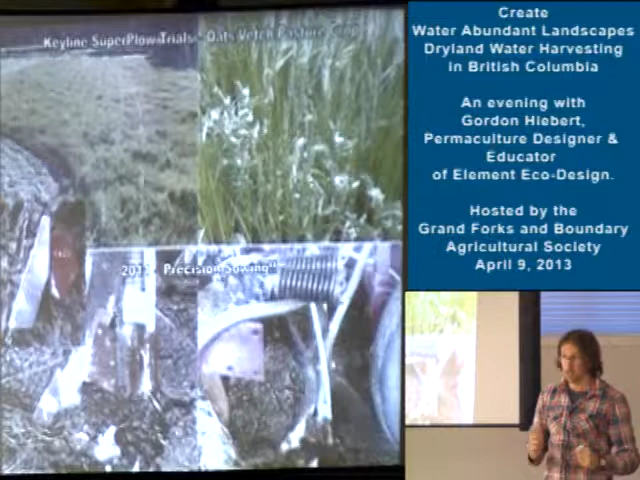 Keyline SuperPlow Trials - Oats Vetch Pasture Crop
Precision Sowing"
Create
Water Abundant Landscapes
Dryland Water Harvesting
in British Columbia
An evening with
Gordon Hiebert,
Permaculture Designer &
Educator
of Element Eco-Design.
Hosted by the
Grand Forks and Boundary
Agricultural Society
April 9, 2013